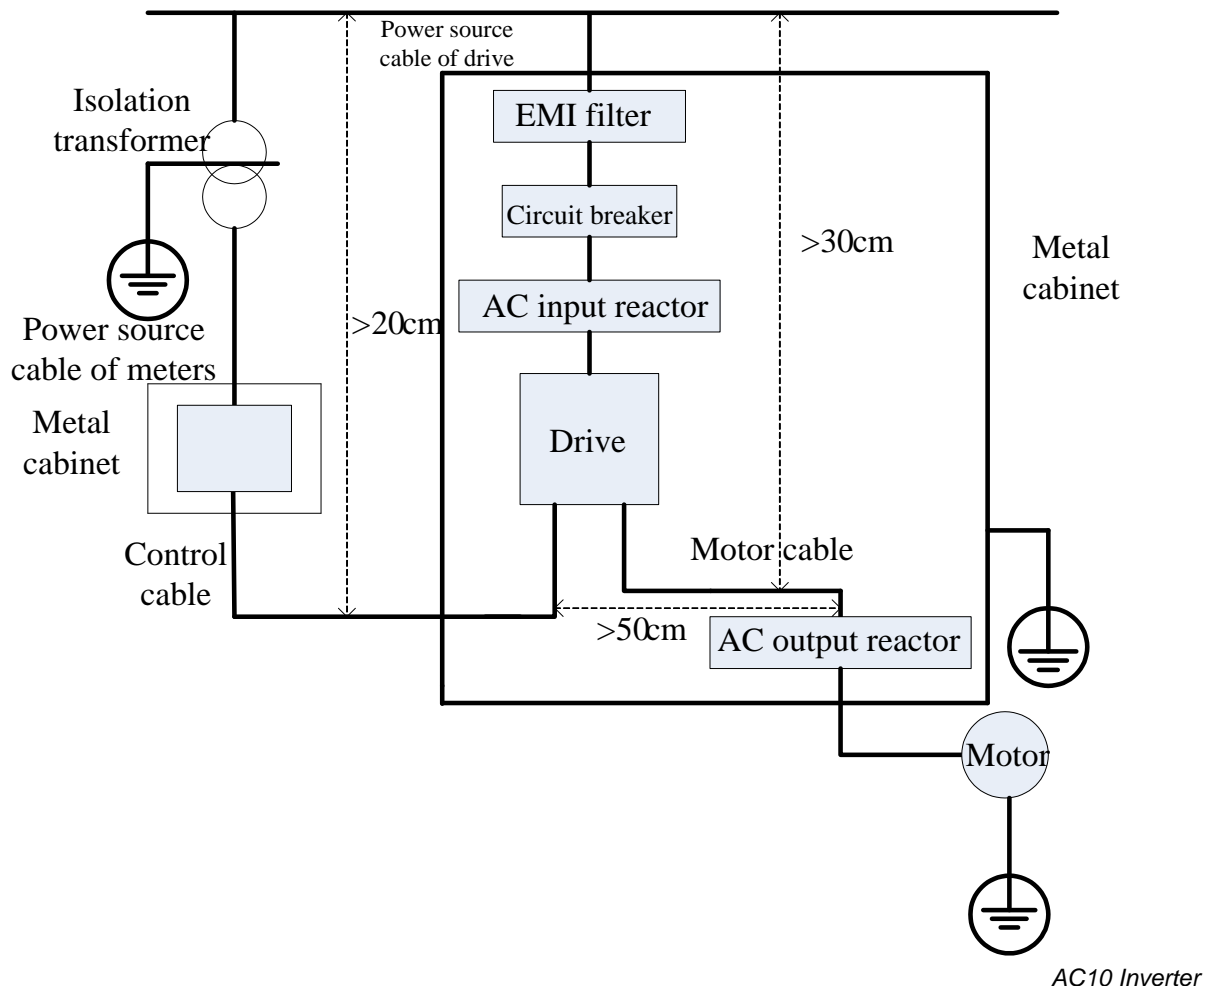 Power source
cable of drive
Isolation
transformer
EMI filter
Circuit breaker
>30cm
Metal
cabinet
AC input reactor
>20cm
Power source
cable of meters
Metal
cabinet
Drive
Control
cable
Motor cable
>50cm
AC output reactor
Motor
AC10 Inverter